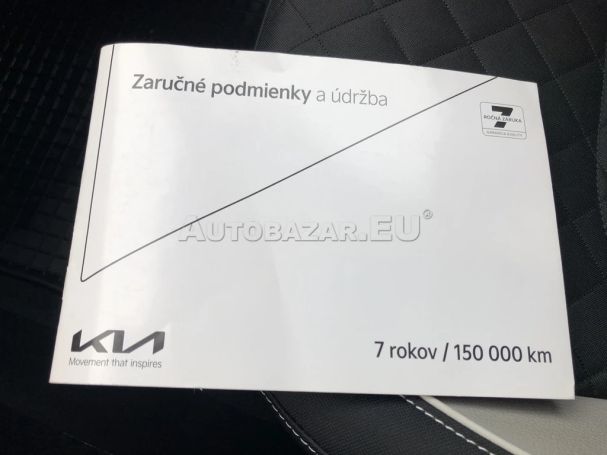 Zaručné podmienky a údržba
7
ROČNÁ ZÁRUKA
AUTOBAZAR.EU®
KIA
Movement that inspires
7 rokov / 150 000 km